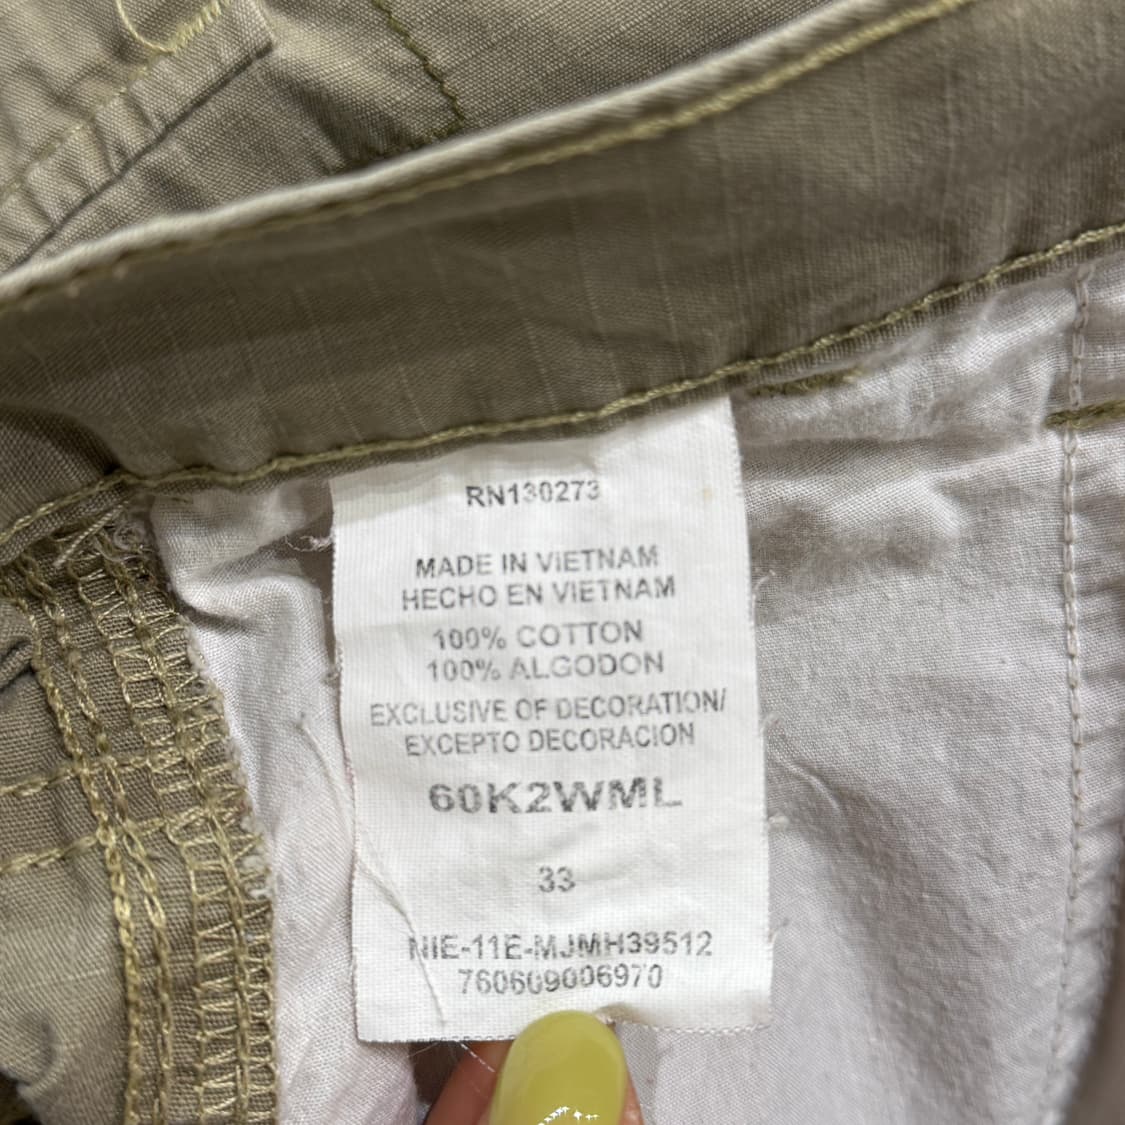 RN130273
MADE IN VIETNAM
HECHO EN VIETNAM
100% COTTON
100% ALGODON
EXCLUSIVE OF DECORATION/
EXCEPTO DECORACION
60K2WML
33
NIE-11E-MJMH39512
760609006970